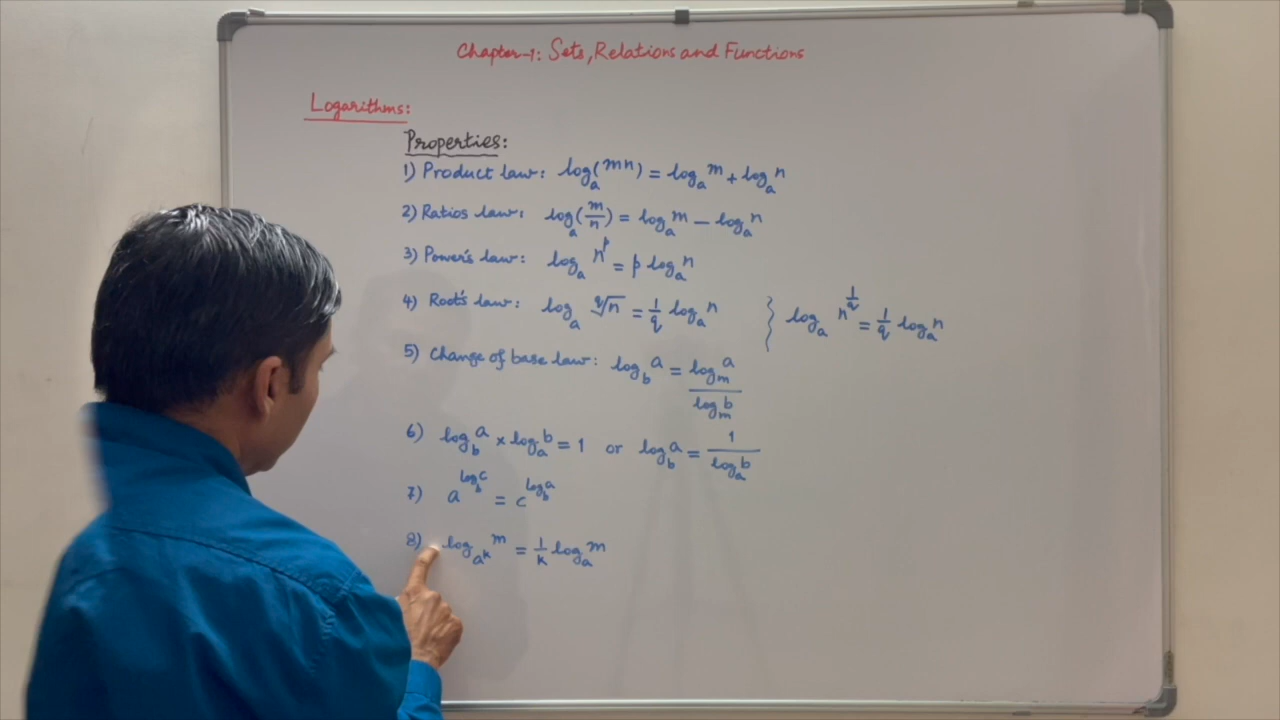 Chapter-1: Sets, Relations and Functions
Logarithms:
Properties:
1) Product law: log_a(mn) = log_a m + log_a n
2) Ratios law: log_a(m/n) = log_a m - log_a n
3) Power's law: log_a n^p = p log_a n
4) Root's law: log_a ᑫ√n = 1/q log_a n } log_a n^(1/q) = 1/q log_a n
5) Change of base law: log_b a = log_m a / log_m b
6) log_b a × log_a b = 1 or log_b a = 1 / log_a b
7) a^(log_b c) = c^(log_b a)
8) log_(a^k) m = 1/k log_a m